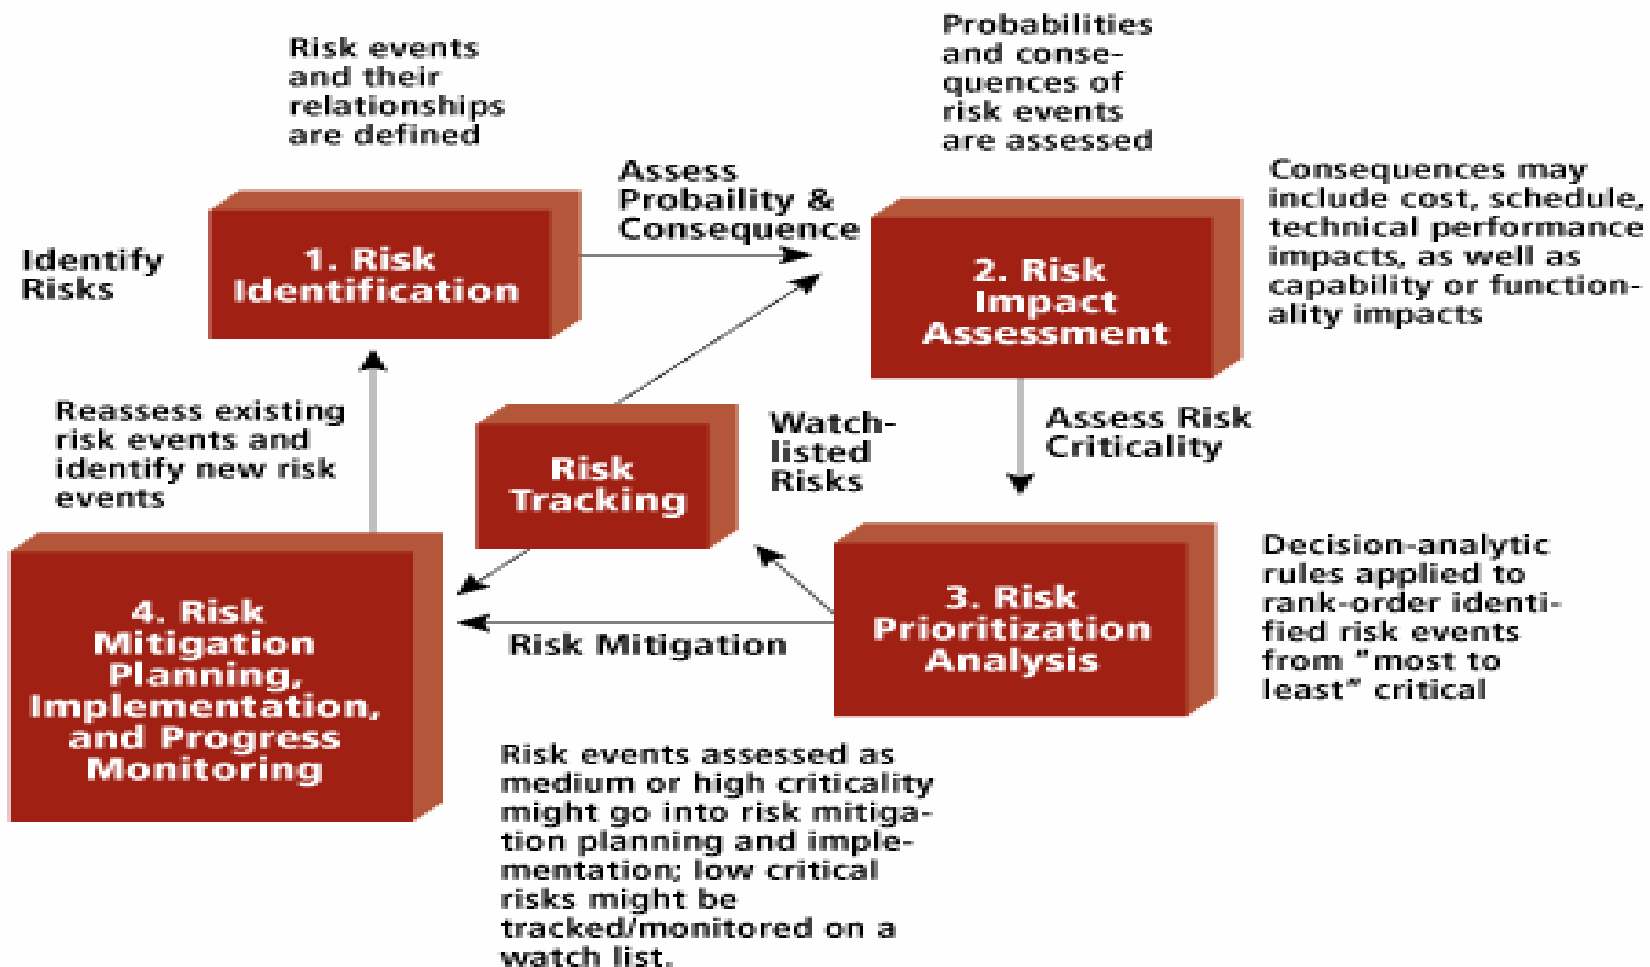 Risk events
and their
relationships
are defined
Probabilities
and conse-
quences of
risk events
are assessed
Assess
Probaility &
Consequence
Consequences may
include cost, schedule,
technical performance
impacts, as well as
capability or function-
ality impacts
Identify
Risks
1. Risk
Identification
2. Risk
Impact
Assessment
Reassess existing
risk events and
identify new risk
events
Risk
Tracking
Watch-
listed
Risks
Assess Risk
Criticality
4. Risk
Mitigation
Planning,
Implementation,
and Progress
Monitoring
Risk Mitigation
3. Risk
Prioritization
Analysis
Decision-analytic
rules applied to
rank-order identi-
fied risk events
from "most to
least" critical
Risk events assessed as
medium or high criticality
might go into risk mitiga-
tion planning and imple-
mentation; low critical
risks might be
tracked/monitored on a
watch list.